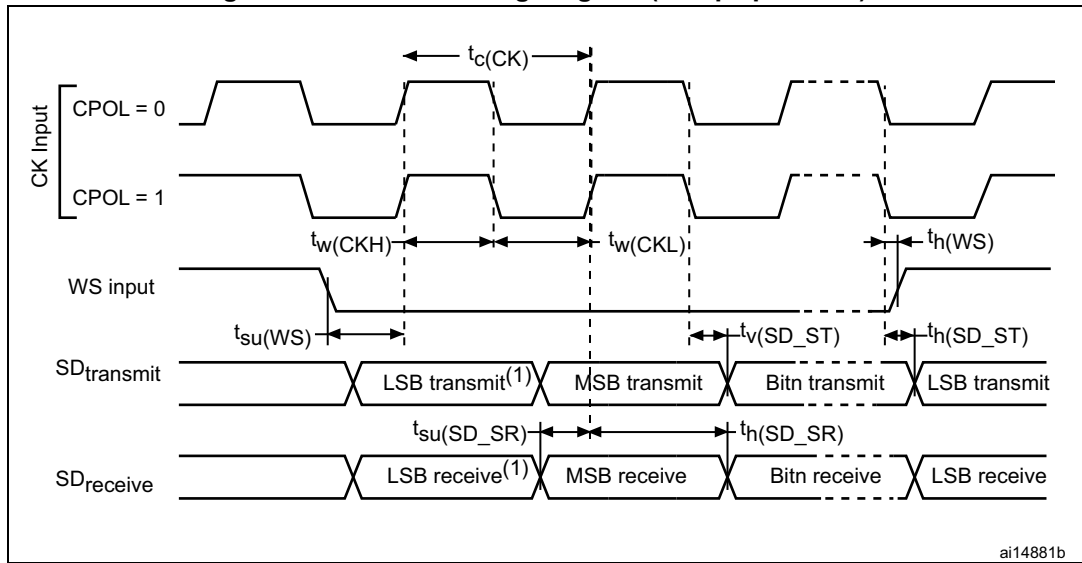 tc(CK)
CK Input
CPOL = 0
CPOL = 1
tw(CKH)
tw(CKL)
th(WS)
WS input
tsu(WS)
tv(SD_ST)
th(SD_ST)
SDtransmit
LSB transmit(1)
MSB transmit
Bitn transmit
LSB transmit
tsu(SD_SR)
th(SD_SR)
SDreceive
LSB receive(1)
MSB receive
Bitn receive
LSB receive
ai14881b